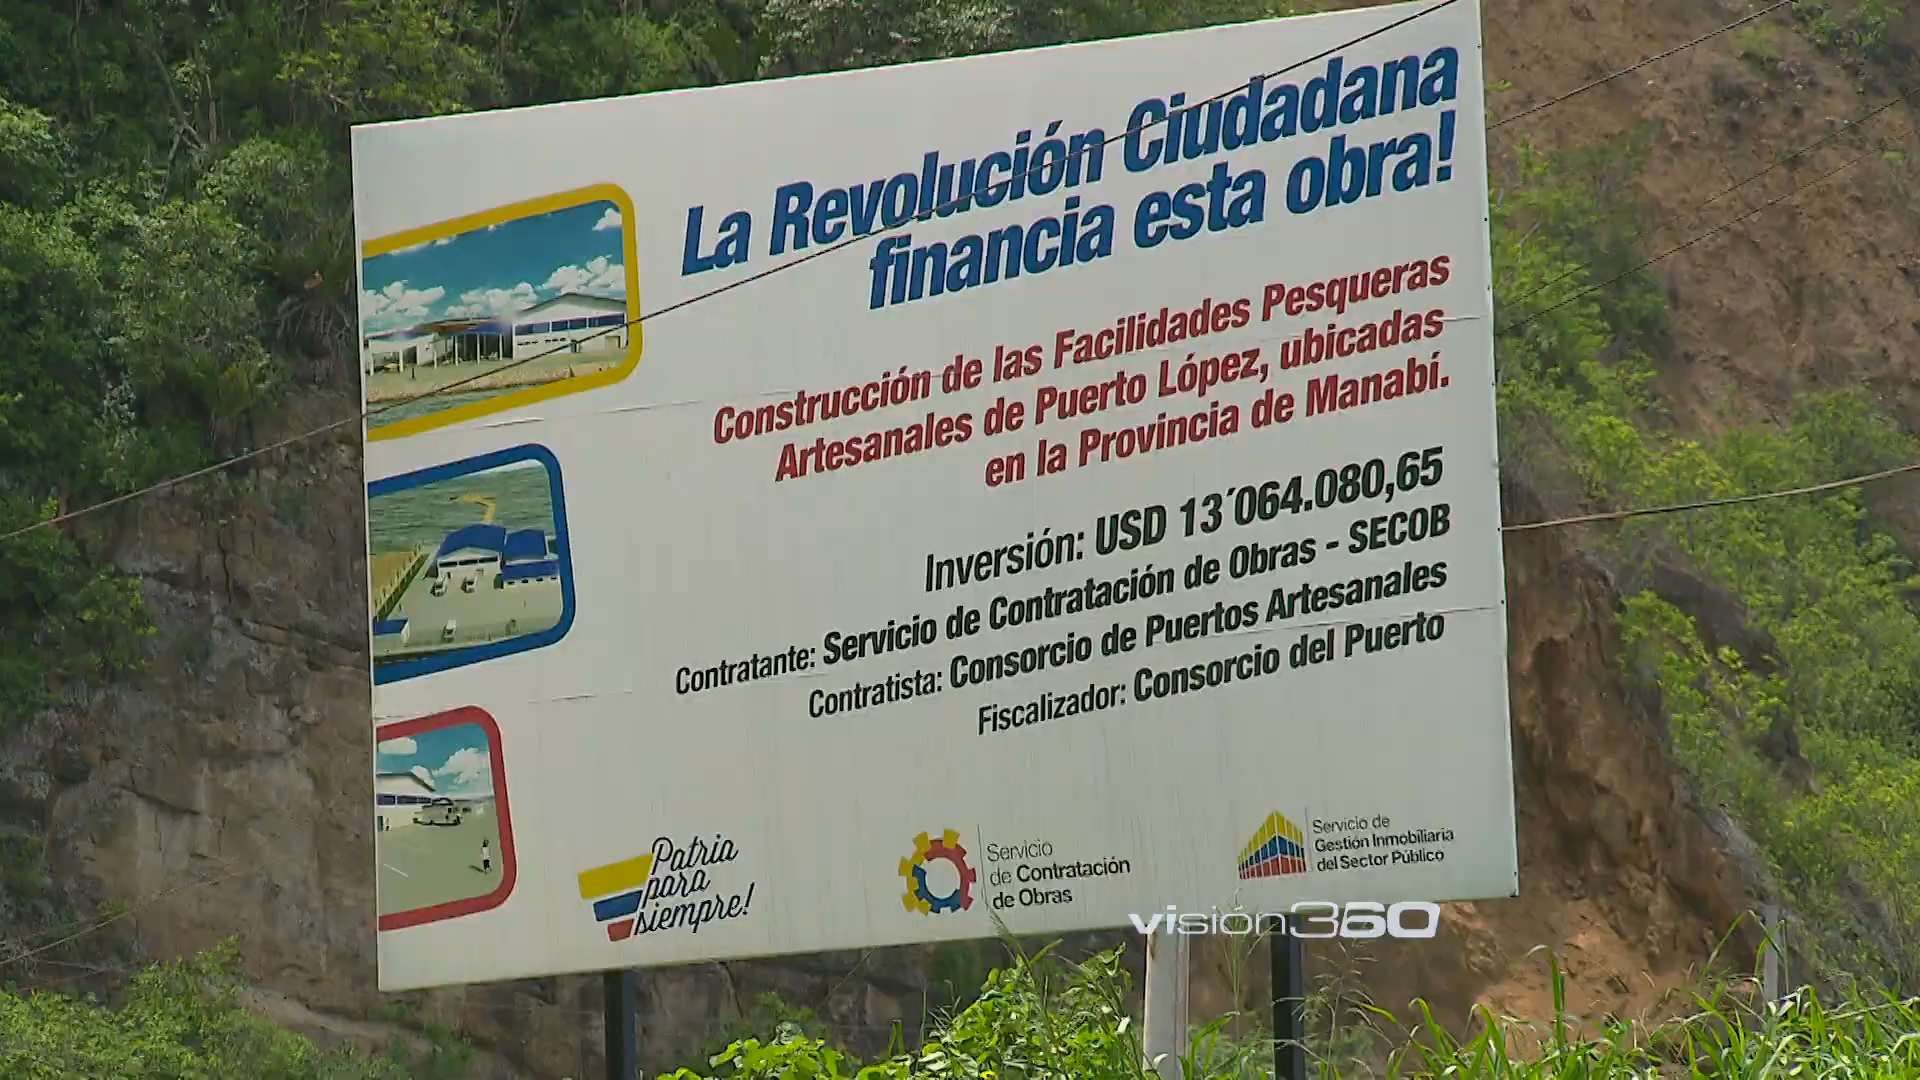 La Revolución Ciudadana
financia esta obra!
Construcción de las Facilidades Pesqueras
Artesanales de Puerto López, ubicadas
en la Provincia de Manabí.
Inversión: USD 13´064.080,65
Contratante: Servicio de Contratación de Obras - SECOB
Contratista: Consorcio de Puertos Artesanales
Fiscalizador: Consorcio del Puerto
Patria
para
siempre!
Servicio
de Contratación
de Obras
Servicio de
Gestión Inmobiliaria
del Sector Público
visión360